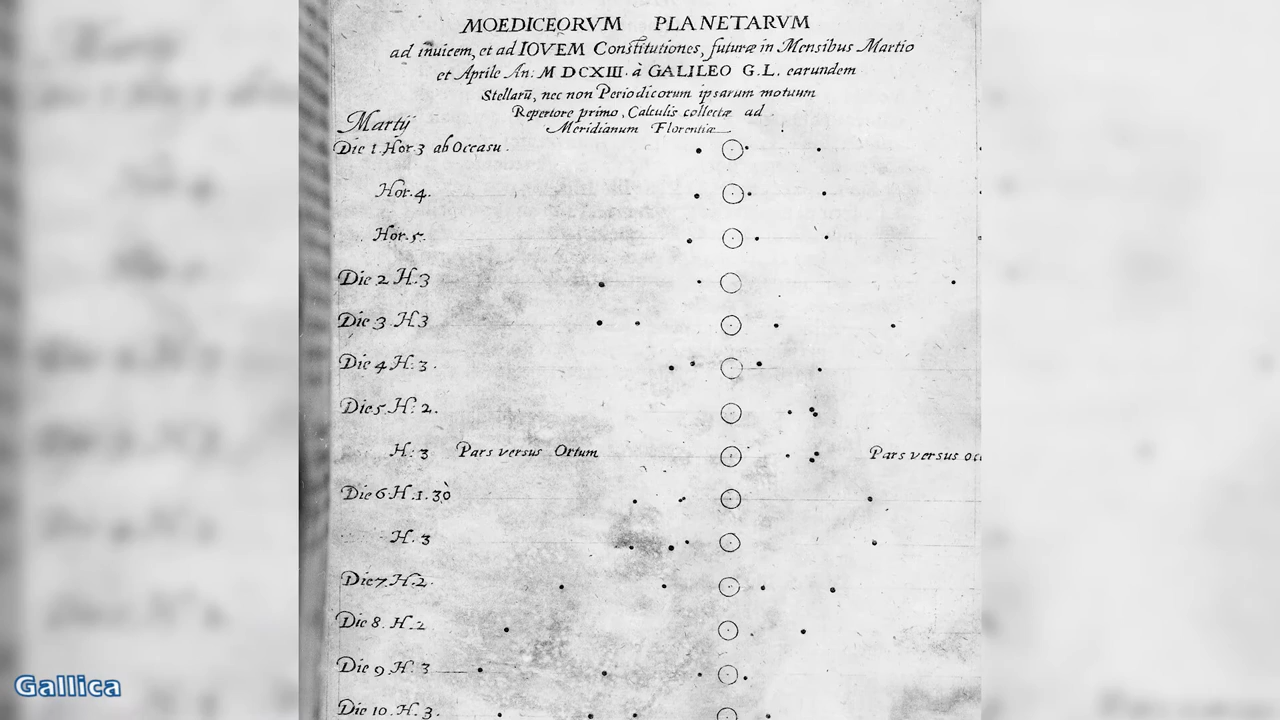 MOEDICEORVM PLANETARVM
ad inuicem, et ad IOVEM Constitutiones, futuræ in Mensibus Martio
et Aprile An: M DCXIII. à GALILEO G.L. earundem
Stellarū, nec non Periodicorum ipsarum motuum
Repertore primo, Calculis collectæ ad
Meridianum Florentiæ
Martij
Die 1. Hor. 3 ab Occasu.
Hor. 4.
Hor. 5.
Die 2 H. 3
Die 3. H 3
Die 4 H: 3.
Die 5. H: 2.
H: 3 Pars versus Ortum Pars versus occ
Die 6. H. 1. 30
H. 3
Die 7. H. 2.
Die 8. H. 2
Die 9 H. 3
Die 10. H. 3.
Gallica